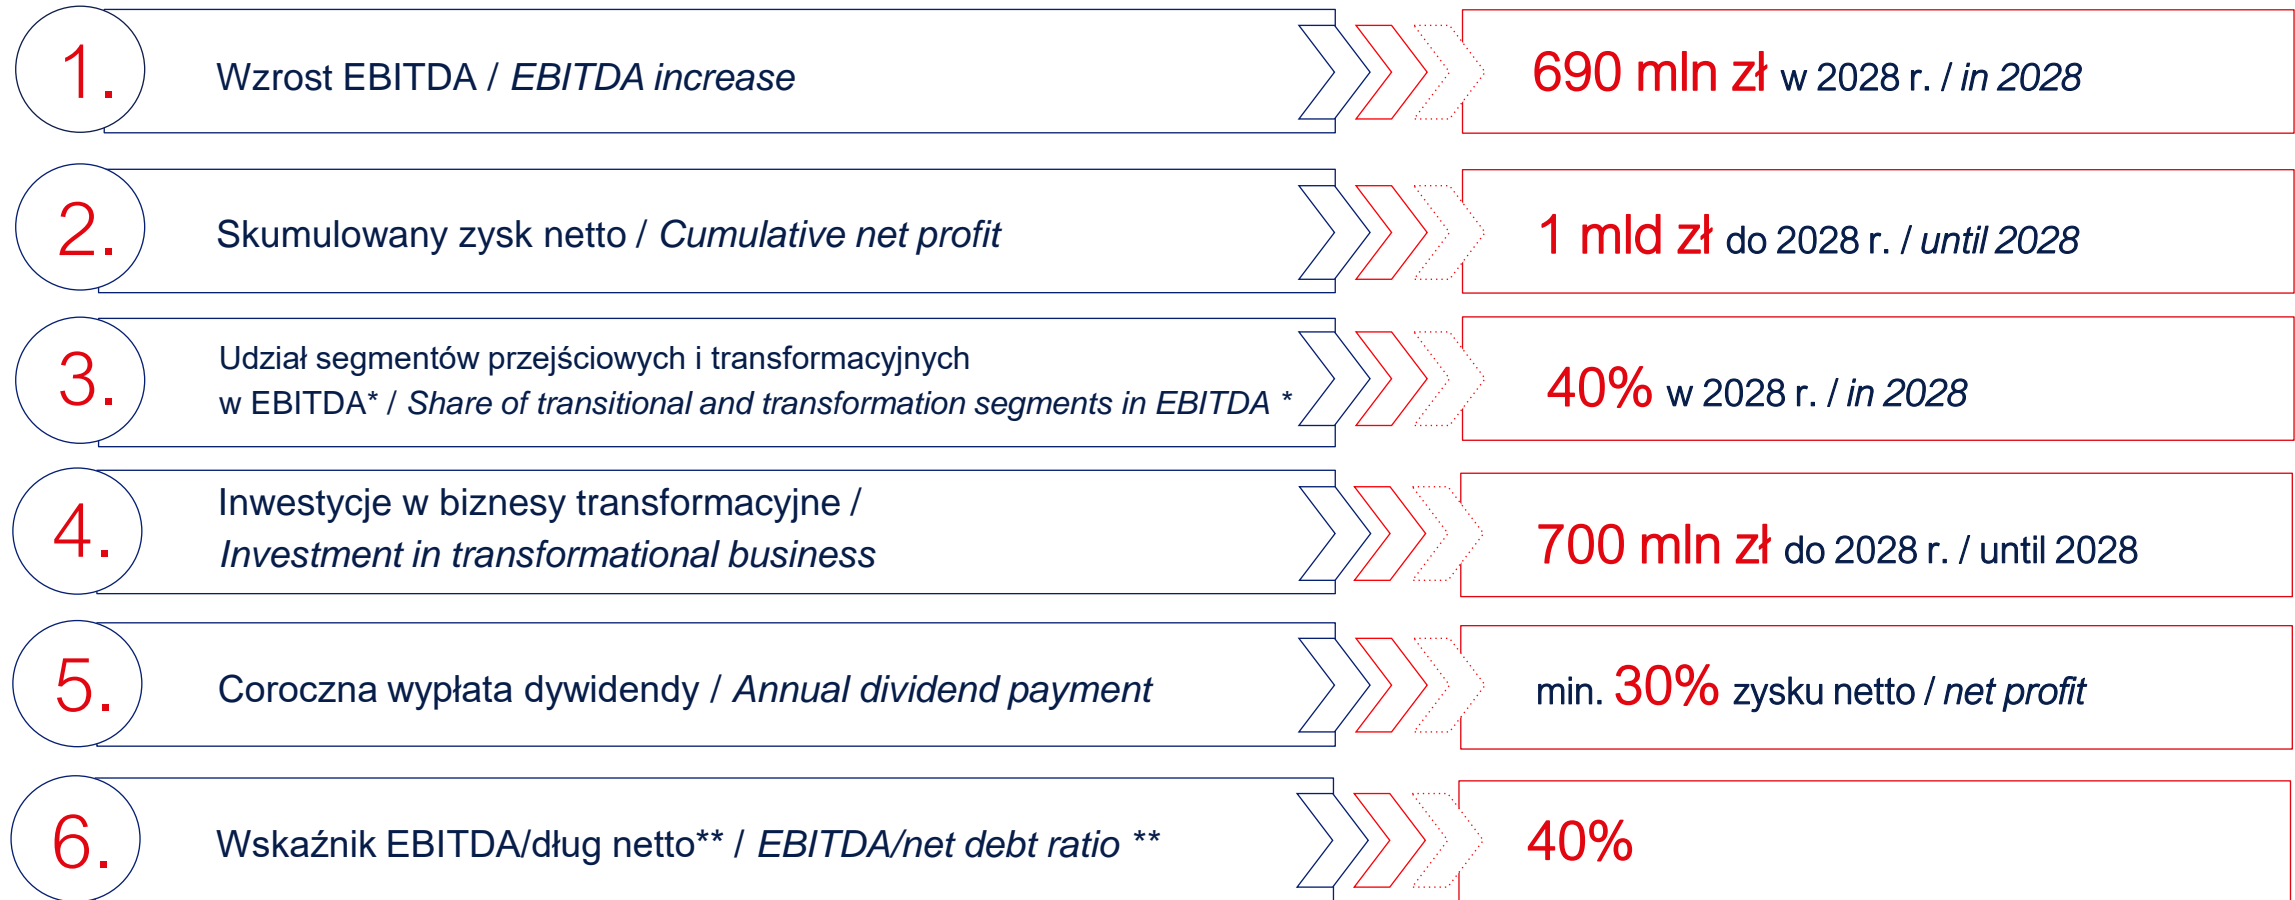 1.
Wzrost EBITDA / EBITDA increase
690 mln zł w 2028 r. / in 2028
2.
Skumulowany zysk netto / Cumulative net profit
1 mld zł do 2028 r. / until 2028
3.
Udział segmentów przejściowych i transformacyjnych
w EBITDA* / Share of transitional and transformation segments in EBITDA *
40% w 2028 r. / in 2028
4.
Inwestycje w biznesy transformacyjne /
Investment in transformational business
700 mln zł do 2028 r. / until 2028
5.
Coroczna wypłata dywidendy / Annual dividend payment
min. 30% zysku netto / net profit
6.
Wskaźnik EBITDA/dług netto** / EBITDA/net debt ratio **
40%